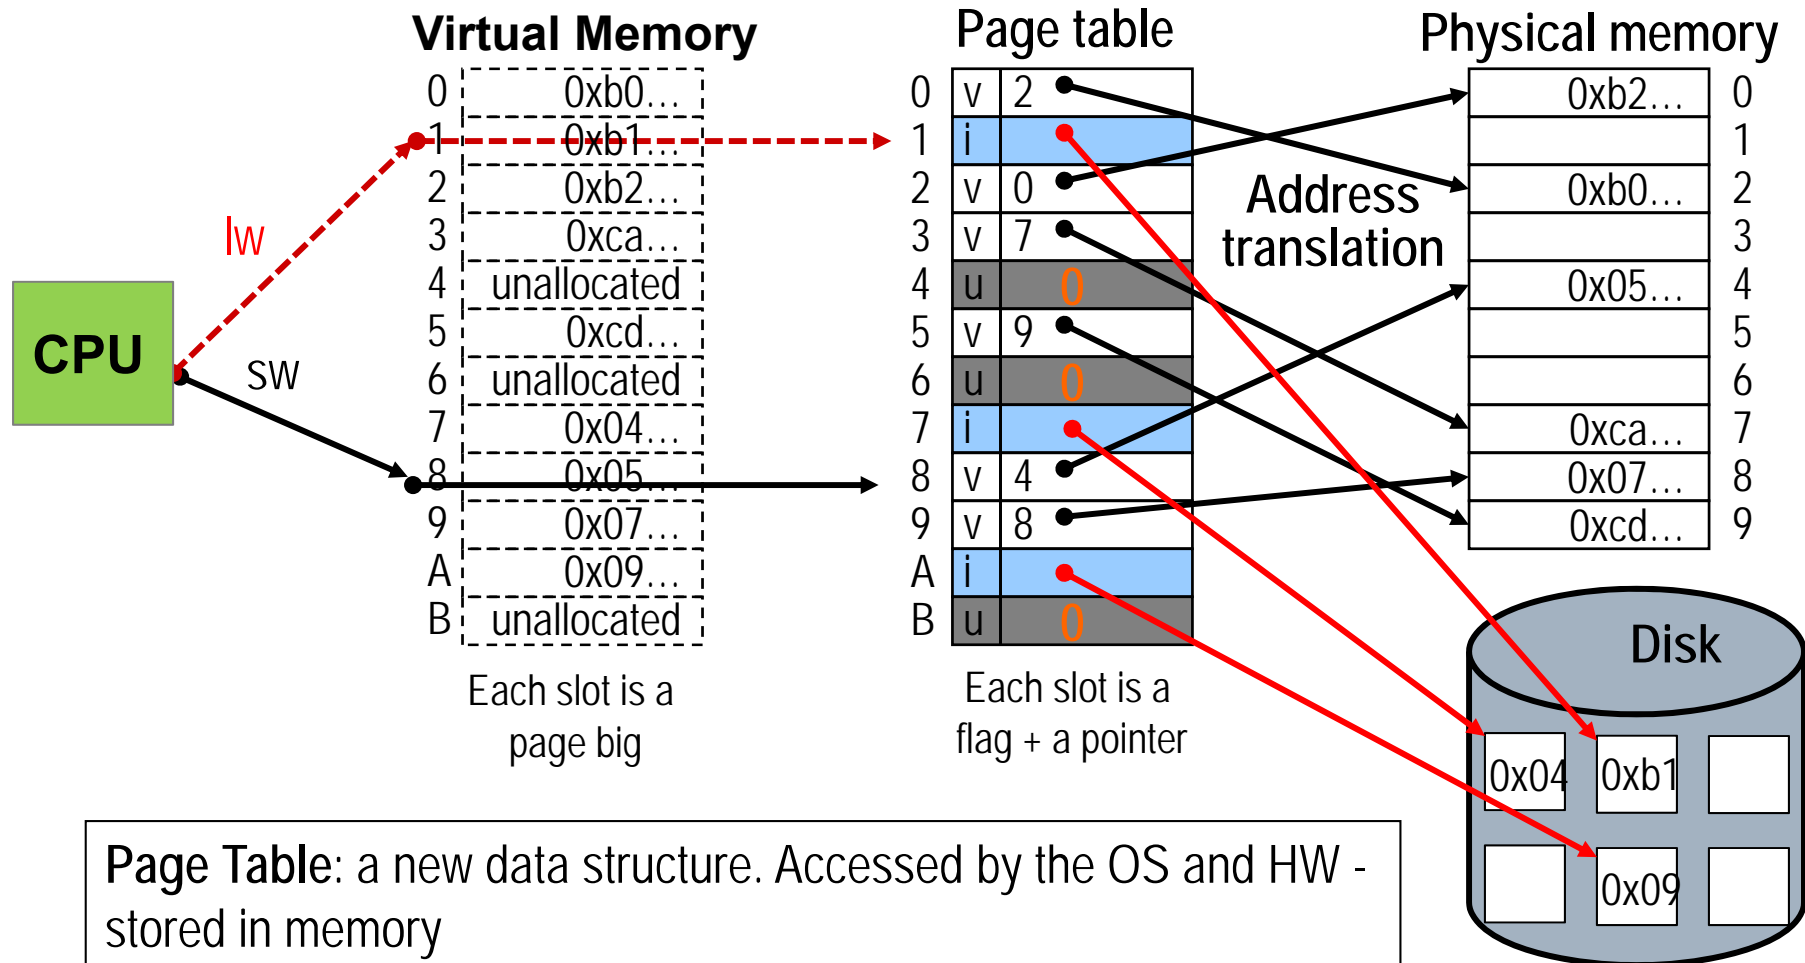 Virtual Memory
Page table
Physical memory
0 0xb0...
1 0xb1...
2 0xb2...
3 0xca...
4 unallocated
5 0xcd...
6 unallocated
7 0x04...
8 0x05...
9 0x07...
A 0x09...
B unallocated
Each slot is a
page big
lw
CPU
sw
0 v 2
1 i
2 v 0
3 v 7
4 u 0
5 v 9
6 u 0
7 i
8 v 4
9 v 8
A i
B u 0
Each slot is a
flag + a pointer
Address
translation
0xb2... 0
1
0xb0... 2
3
0x05... 4
5
6
0xca... 7
0x07... 8
0xcd... 9
Disk
0x04 0xb1
0x09
Page Table: a new data structure. Accessed by the OS and HW -
stored in memory